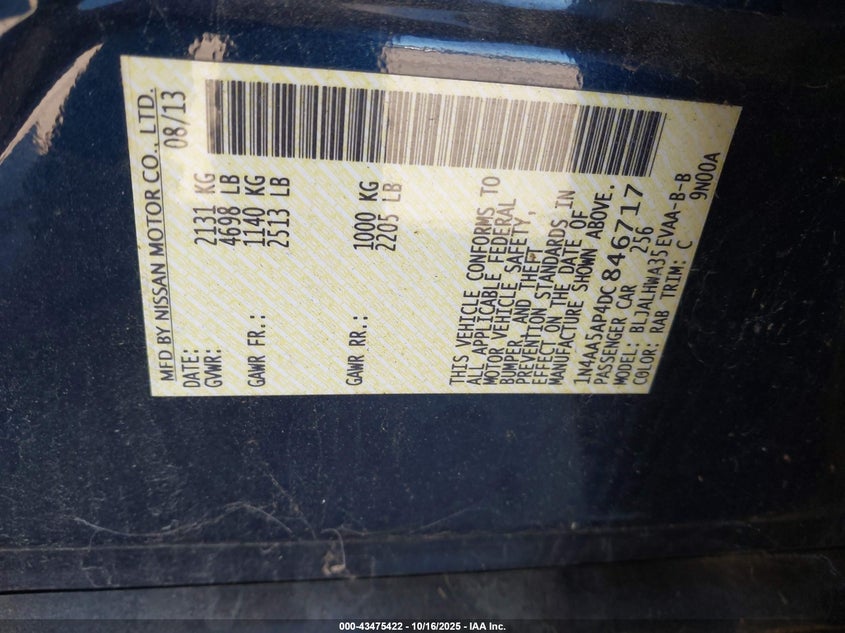 MFD BY NISSAN MOTOR CO., LTD.
DATE: 08/13
GVWR: 2131 KG
4698 LB
GAWR FR.: 1140 KG
2513 LB
GAWR RR.: 1000 KG
2205 LB
THIS VEHICLE CONFORMS TO
ALL APPLICABLE FEDERAL
MOTOR VEHICLE SAFETY,
BUMPER, AND THEFT
PREVENTION STANDARDS IN
EFFECT ON THE DATE OF
MANUFACTURE SHOWN ABOVE.
1N4AA5AP4DC846717
PASSENGER CAR 256
MODEL: BLJALHWA35EVAA-B-B
COLOR: RAB TRIM: C 9N00A
000-43475422 - 10/16/2025 - IAA Inc.